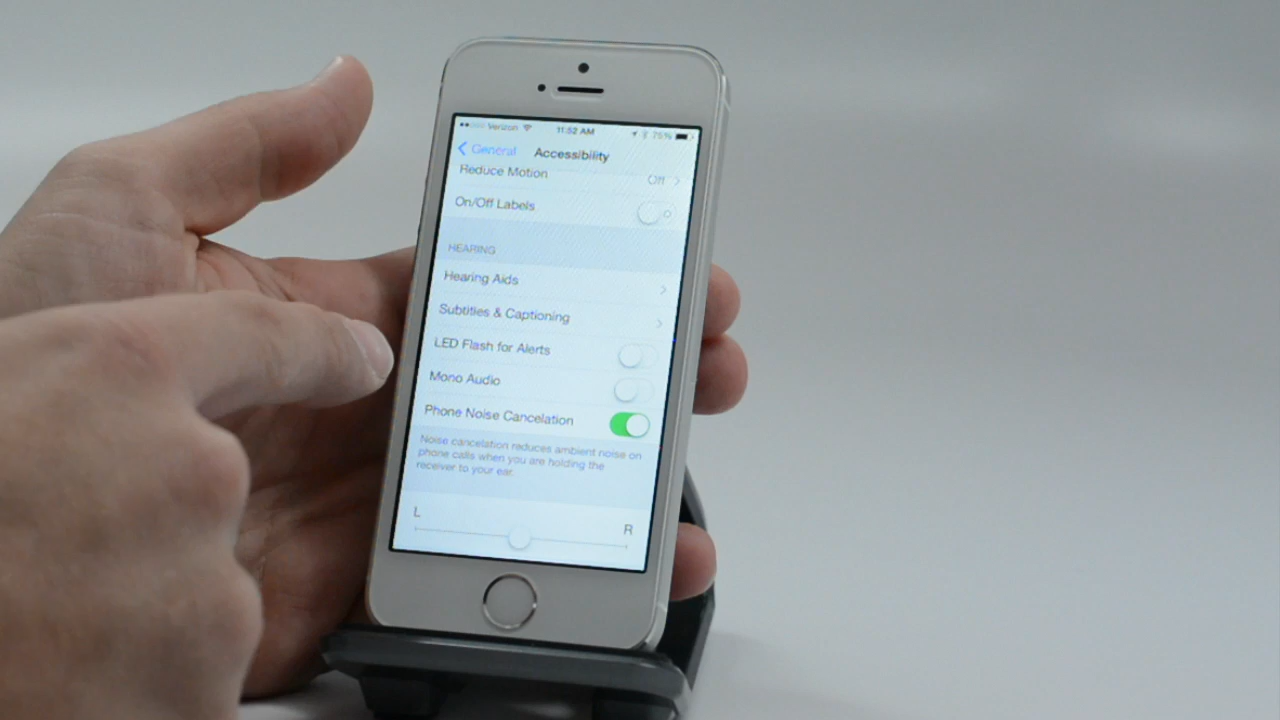 Verizon 11:52 AM 75%
General Accessibility
Reduce Motion Off
On/Off Labels
HEARING
Hearing Aids
Subtitles & Captioning
LED Flash for Alerts
Mono Audio
Phone Noise Cancelation
Noise cancelation reduces ambient noise on
phone calls when you are holding the
receiver to your ear.
L R